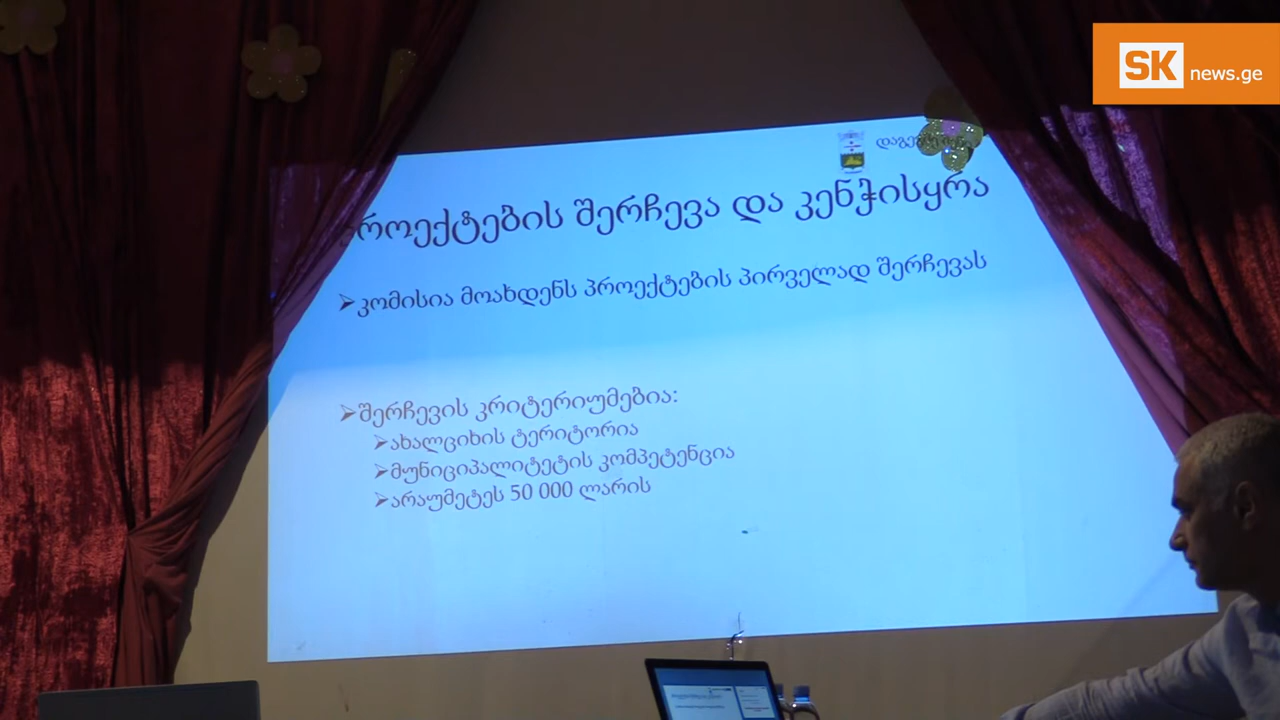 SK news.ge
როექტების შერჩევა და კენჭისყრა
➢კომისია მოახდენს პროექტების პირველად შერჩევას
➢შერჩევის კრიტერიუმებია:
➢ახალციხის ტერიტორია
➢მუნიციპალიტეტის კომპეტენცია
➢არაუმეტეს 50 000 ლარის